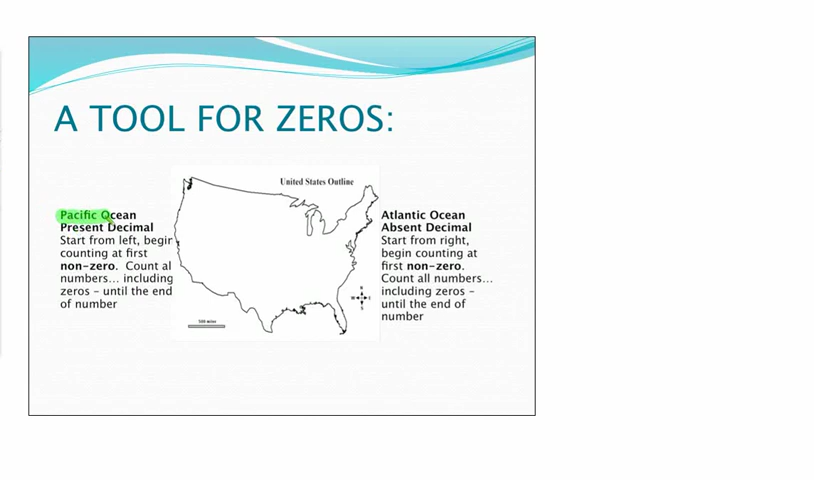 A TOOL FOR ZEROS:
United States Outline
Pacific Ocean
Present Decimal
Start from left, begin
counting at first
non-zero. Count al
numbers... including
zeros – until the end
of number
Atlantic Ocean
Absent Decimal
Start from right,
begin counting at
first non-zero.
Count all numbers...
including zeros –
until the end of
number
500 miles